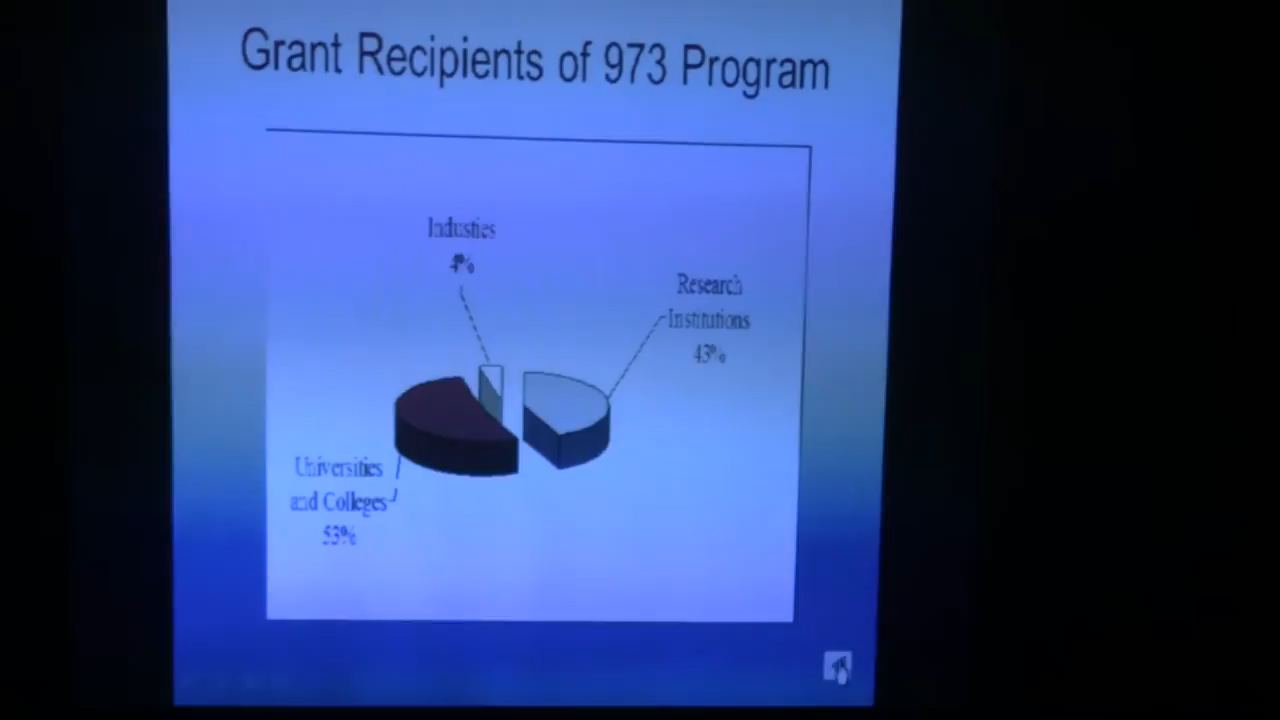 Grant Recipients of 973 Program
Industies
4%
Research
Institutions
43%
Universities
and Colleges
53%